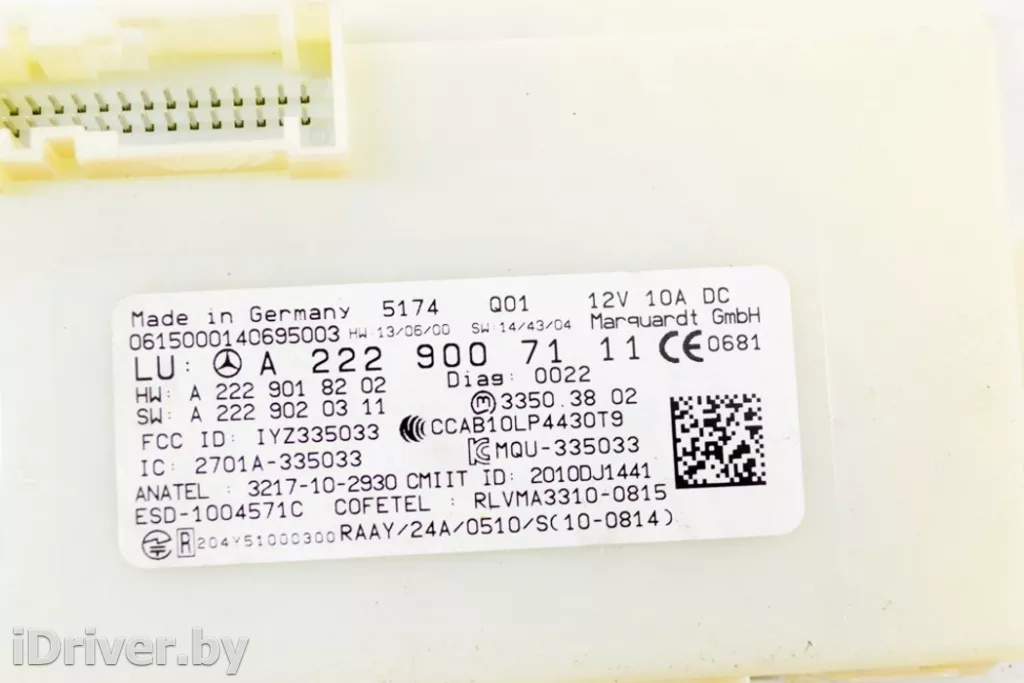 Made in Germany 5174 Q01 12V 10A DC
0615000140695003 HW:13/06/00 SW:14/43/04 Marquardt GmbH
LU: A 222 900 71 11 CE 0681
HW: A 222 901 82 02 Diag: 0022
SW: A 222 902 03 11 3350.38 02
FCC ID: IYZ335033 CCAB10LP4430T9
IC: 2701A-335033 MQU-335033
ANATEL: 3217-10-2930 CMIIT ID: 2010DJ1441
ESD-1004571C COFETEL: RLVMA3310-0815
R 204Y51000300 RAAY/24A/0510/S(10-0814)
iDriver.by